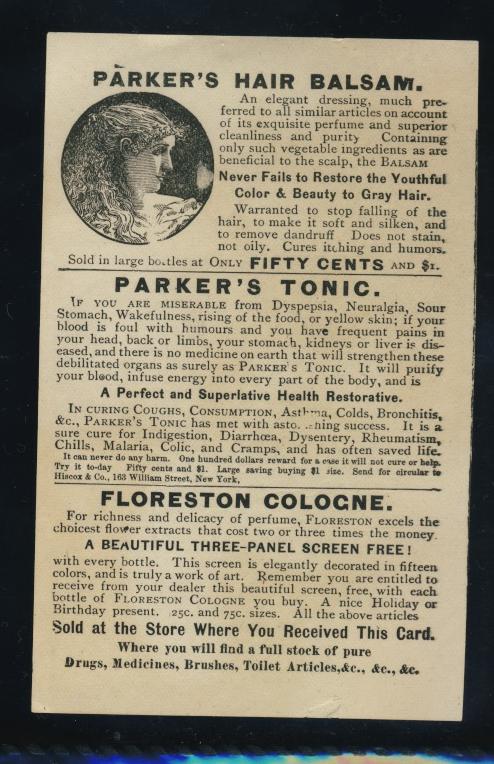 PARKER'S HAIR BALSAM.
An elegant dressing, much pre-
ferred to all similar articles on account
of its exquisite perfume and superior
cleanliness and purity Containing
only such vegetable ingredients as are
beneficial to the scalp, the BALSAM
Never Fails to Restore the Youthful
Color & Beauty to Gray Hair.
Warranted to stop falling of the
hair, to make it soft and silken, and
to remove dandruff Does not stain,
not oily. Cures itching and humors.
Sold in large bottles at ONLY FIFTY CENTS AND $1.
PARKER'S TONIC.
IF YOU ARE MISERABLE from Dyspepsia, Neuralgia, Sour
Stomach, Wakefulness, rising of the food, or yellow skin; if your
blood is foul with humours and you have frequent pains in
your head, back or limbs, your stomach, kidneys or liver is dis-
eased, and there is no medicine on earth that will strengthen these
debilitated organs as surely as PARKER'S TONIC. It will purify
your blood, infuse energy into every part of the body, and is
A Perfect and Superlative Health Restorative.
IN CURING COUGHS, CONSUMPTION, Asthma, Colds, Bronchitis,
&c., PARKER'S TONIC has met with success. It is a
sure cure for Indigestion, Diarrhœa, Dysentery, Rheumatism,
Chills, Malaria, Colic, and Cramps, and has often saved life.
It can never do any harm. One hundred dollars reward for a case it will not cure or help.
Try it to-day Fifty cents and $1. Large saving buying $1 size. Send for circular to
Hiscox & Co., 163 William Street, New York,
FLORESTON COLOGNE.
For richness and delicacy of perfume, FLORESTON excels the
choicest flower extracts that cost two or three times the money.
A BEAUTIFUL THREE-PANEL SCREEN FREE!
with every bottle. This screen is elegantly decorated in fifteen
colors, and is truly a work of art. Remember you are entitled to
receive from your dealer this beautiful screen, free, with each
bottle of FLORESTON COLOGNE you buy. A nice Holiday or
Birthday present. 25c. and 75c. sizes. All the above articles
Sold at the Store Where You Received This Card.
Where you will find a full stock of pure
Drugs, Medicines, Brushes, Toilet Articles,&c., &c., &c.